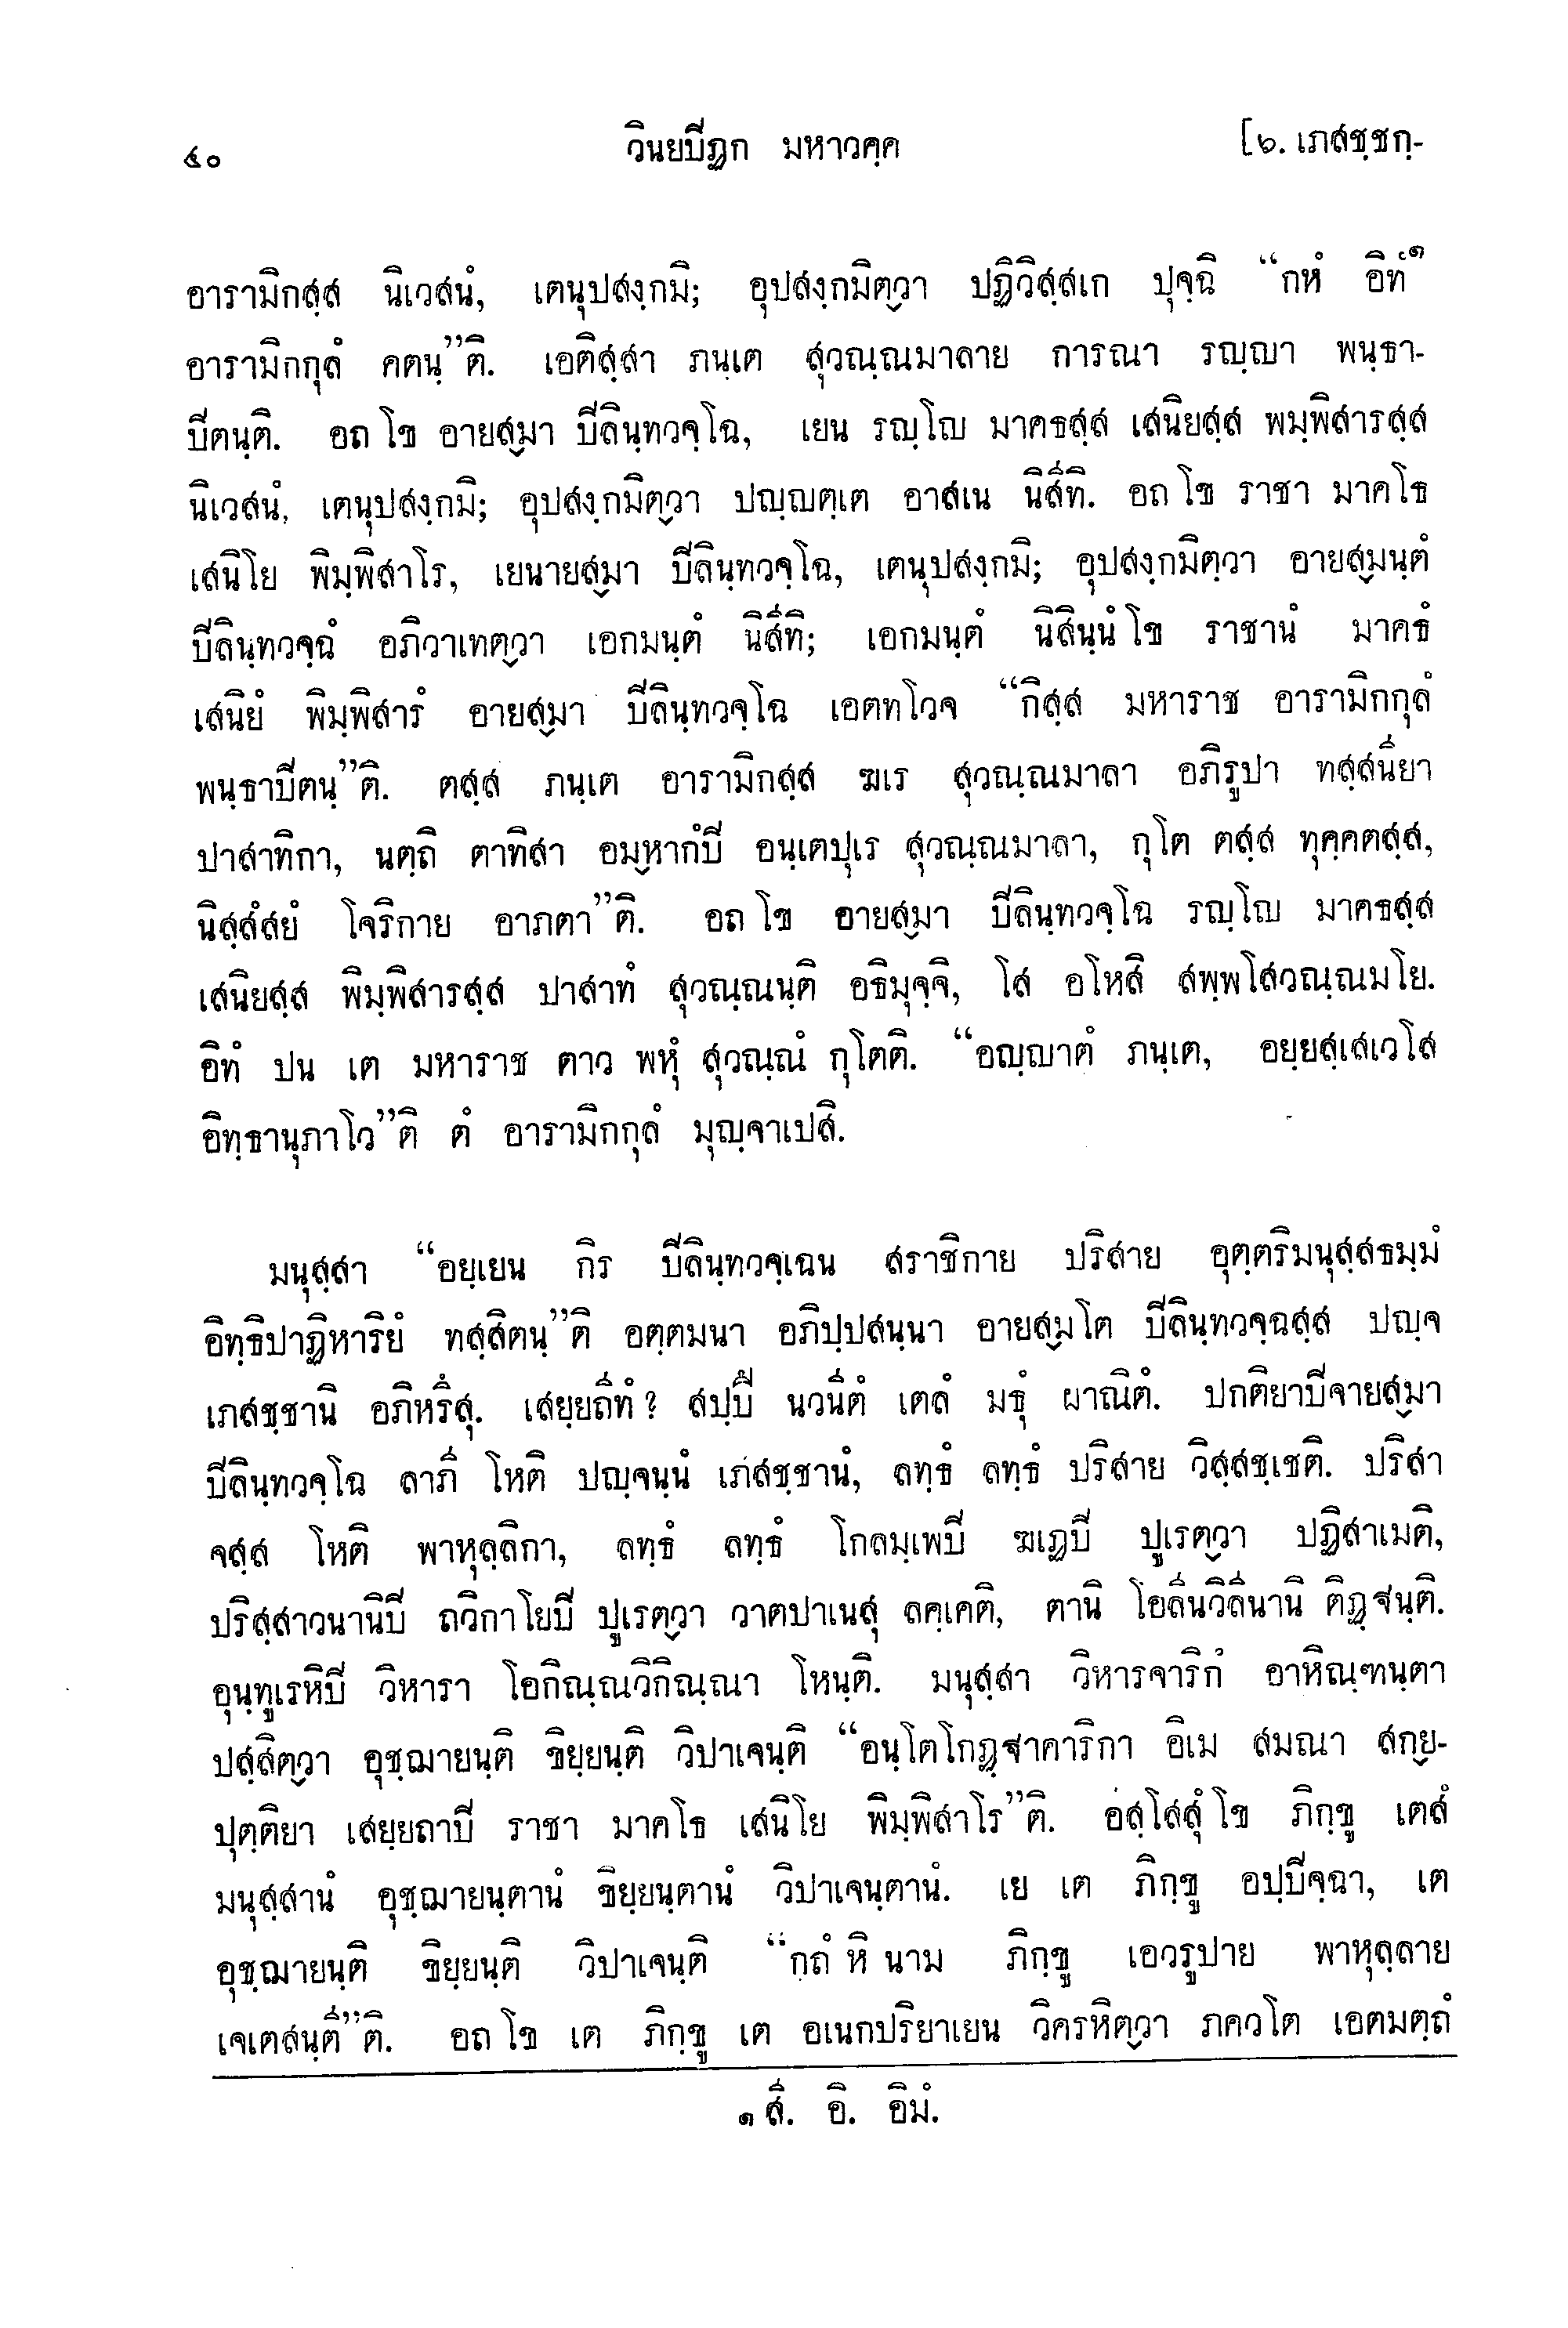 ๔๐ วินยปิฏก มหาวคฺค [๖. เภสชฺชกฺ-
อารามิกสฺส นิเวสนํ, เตนุปสงฺกมิ; อุปสงฺกมิตฺวา ปฏิวิสฺสเก ปุจฺฉิ “กหํ อิทํ๑
อารามิกกุลํ คตนฺ”ติ. เอติสฺสา ภนฺเต สุวณฺณมาลาย การณา รญฺญา พนฺธา-
ปิตนฺติ. อถ โข อายสฺมา ปิลินฺทวจฺโฉ, เยน รญฺโญ มาคธสฺส เสนิยสฺส พิมฺพิสารสฺส
นิเวสนํ, เตนุปสงฺกมิ; อุปสงฺกมิตฺวา ปญฺญตฺเต อาสเน นิสีทิ. อถ โข ราชา มาคโธ
เสนิโย พิมฺพิสาโร, เยนายสฺมา ปิลินฺทวจฺโฉ, เตนุปสงฺกมิ; อุปสงฺกมิตฺวา อายสฺมนฺตํ
ปิลินฺทวจฺฉํ อภิวาเทตฺวา เอกมนฺตํ นิสีทิ; เอกมนฺตํ นิสินฺนํ โข ราชานํ มาคธํ
เสนิยํ พิมฺพิสารํ อายสฺมา ปิลินฺทวจฺโฉ เอตทโวจ “กิสฺส มหาราช อารามิกกุลํ
พนฺธาปิตนฺ”ติ. ตสฺส ภนฺเต อารามิกสฺส ฆเร สุวณฺณมาลา อภิรูปา ทสฺสนียา
ปาสาทิกา, นตฺถิ ตาทิสา อมฺหากํปิ อนฺเตปุเร สุวณฺณมาลา, กุโต ตสฺส ทุคฺคตสฺส,
นิสฺสํสยํ โจริกาย อาภตา”ติ. อถ โข อายสฺมา ปิลินฺทวจฺโฉ รญฺโญ มาคธสฺส
เสนิยสฺส พิมฺพิสารสฺส ปาสาทํ สุวณฺณนฺติ อธิมุจฺจิ, โส อโหสิ สพฺพโสวณฺณมโย.
อิทํ ปน เต มหาราช ตาว พหุํ สุวณฺณํ กุโตติ. “อญฺญาตํ ภนฺเต, อยฺยสฺเสเวโส
อิทฺธานุภาโว”ติ ตํ อารามิกกุลํ มุญฺจาเปสิ.
มนุสฺสา “อยฺเยน กิร ปิลินฺทวจฺเฉน สราชิกาย ปริสาย อุตฺตริมนุสฺสธมฺมํ
อิทฺธิปาฏิหาริยํ ทสฺสิตนฺ”ติ อตฺตมนา อภิปฺปสนฺนา อายสฺมโต ปิลินฺทวจฺฉสฺส ปญฺจ
เภสชฺชานิ อภิหรึสุ. เสยฺยถีทํ? สปฺปึ นวนีตํ เตลํ มธุํ ผาณิตํ. ปกติยาปิจายสฺมา
ปิลินฺทวจฺโฉ ลาภี โหติ ปญฺจนฺนํ เภสชฺชานํ, ลทฺธํ ลทฺธํ ปริสาย วิสฺสชฺเชติ. ปริสา
จสฺส โหติ พาหุลฺลิกา, ลทฺธํ ลทฺธํ โกลมฺเพปิ ฆเฏปิ ปูเรตฺวา ปฏิสาเมติ,
ปริสฺสาวนานิปิ ถวิกาโยปิ ปูเรตฺวา วาตปาเนสุ ลคฺเคติ, ตานิ โอลีนวิลีนานิ ติฏฺฐนฺติ.
อุนฺทูเรหิปิ วิหารา โอกิณฺณวิกิณฺณา โหนฺติ. มนุสฺสา วิหารจาริกํ อาหิณฺฑนฺตา
ปสฺสิตฺวา อุชฺฌายนฺติ ขิยฺยนฺติ วิปาเจนฺติ “อนฺโตโกฏฺฐาคาริกา อิเม สมณา สกฺย-
ปุตฺติยา เสยฺยถาปิ ราชา มาคโธ เสนิโย พิมฺพิสาโร”ติ. อสฺโสสุํ โข ภิกฺขู เตสํ
มนุสฺสานํ อุชฺฌายนฺตานํ ขิยฺยนฺตานํ วิปาเจนฺตานํ. เย เต ภิกฺขู อปฺปิจฺฉา, เต
อุชฺฌายนฺติ ขิยฺยนฺติ วิปาเจนฺติ “กถํ หิ นาม ภิกฺขู เอวรูปาย พาหุลฺลาย
เจเตสนฺตี”ติ. อถ โข เต ภิกฺขู เต อเนกปริยาเยน วิครหิตฺวา ภควโต เอตมตฺถํ
๑ สี. อิ. อิมํ.